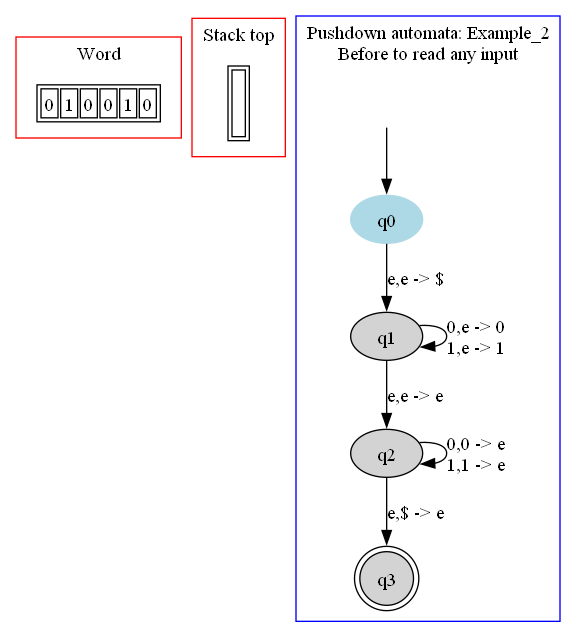 Word
0 1 0 0 1 0
Stack top
Pushdown automata: Example_2
Before to read any input
q0
e,e -> $
q1
0,e -> 0
1,e -> 1
e,e -> e
q2
0,0 -> e
1,1 -> e
e,$ -> e
q3